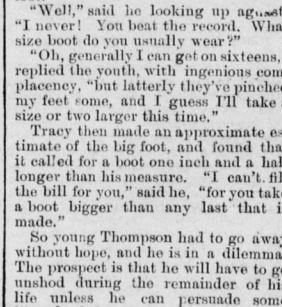 "Well," said he looking up
"I never! You beat the record.
size boot do you usually wear?"
"Oh, generally I can get on sixteens,
replied the youth, with ingenious com
placency, "but latterly they've pinche
my feet some, and I guess I'll take
size or two larger this time."
Tracy then made an approximate es
timate of the big foot, and found tha
it called for a boot one inch and a hal
longer than his measure. "I can't. fil
the bill for you," said he, "for you tak
a boot bigger than any last that i
made."
So young Thompson had to go away
without hope, and he is in a dilemma
The prospect is that he will have to g
unshod during the remainder of hi
life unless he can persuade som